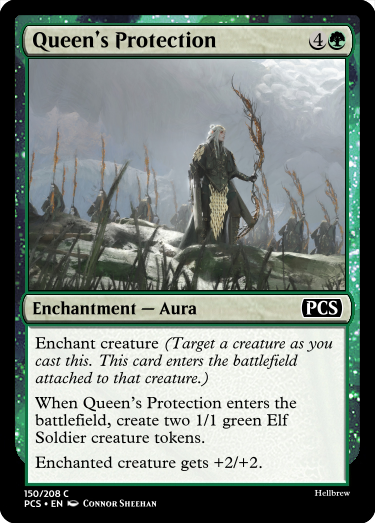 Queen's Protection 4
Enchantment — Aura PCS
Enchant creature (Target a creature as you
cast this. This card enters the battlefield
attached to that creature.)
When Queen's Protection enters the
battlefield, create two 1/1 green Elf
Soldier creature tokens.
Enchanted creature gets +2/+2.
150/208 C Hellbrew
PCS • EN Connor Sheehan